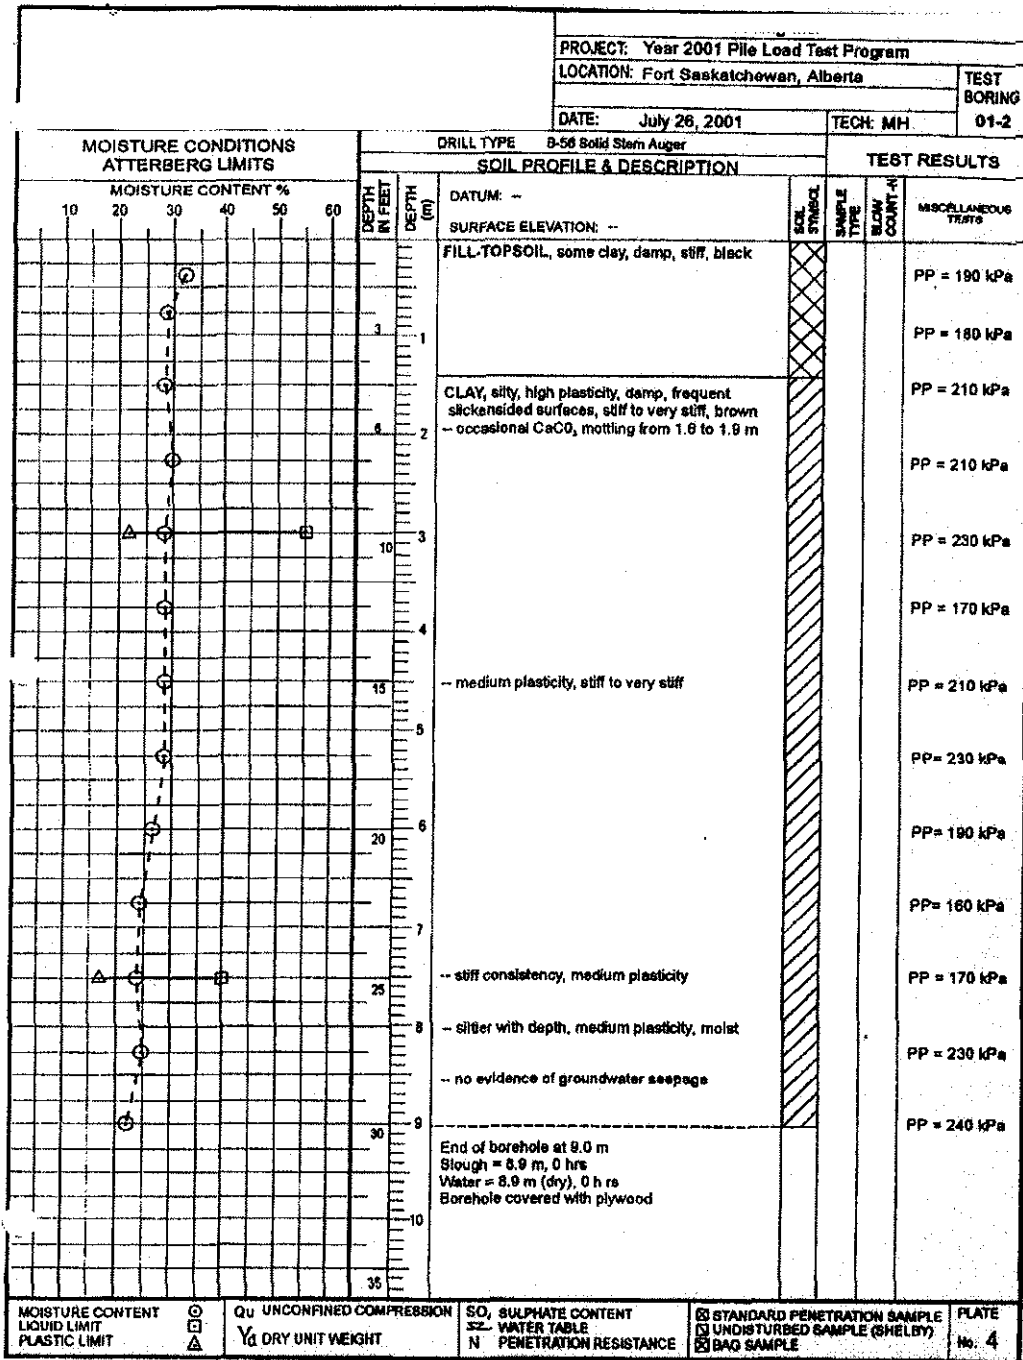 PROJECT: Year 2001 Pile Load Test Program
LOCATION: Fort Saskatchewan, Alberta
TEST BORING
01-2
DATE: July 26, 2001
TECH: MH
MOISTURE CONDITIONS
ATTERBERG LIMITS
DRILL TYPE B-56 Solid Stem Auger
SOIL PROFILE & DESCRIPTION
TEST RESULTS
MOISTURE CONTENT %
10 20 30 40 50 60
DEPTH IN FEET
DEPTH (m)
DATUM: --
SURFACE ELEVATION: --
SOIL SYMBOL
SAMPLE TYPE
BLOW COUNT -N
MISCELLANEOUS TESTS
FILL-TOPSOIL, some clay, damp, stiff, black
PP = 190 kPa
3
1
PP = 180 kPa
CLAY, silty, high plasticity, damp, frequent
slickensided surfaces, stiff to very stiff, brown
-- occasional CaCO, mottling from 1.6 to 1.9 m
PP = 210 kPa
6
2
PP = 210 kPa
10
3
PP = 230 kPa
PP = 170 kPa
4
15
-- medium plasticity, stiff to very stiff
PP = 210 kPa
5
PP= 230 kPa
20
6
PP= 190 kPa
PP= 160 kPa
7
25
-- stiff consistency, medium plasticity
PP = 170 kPa
8
-- siltier with depth, medium plasticity, moist
PP = 230 kPa
-- no evidence of groundwater seepage
30
9
PP = 240 kPa
End of borehole at 9.0 m
Slough = 8.9 m, 0 hrs
Water = 8.9 m (dry), 0 h rs
Borehole covered with plywood
10
35
MOISTURE CONTENT
LIQUID LIMIT
PLASTIC LIMIT
Qu UNCONFINED COMPRESSION
Yd DRY UNIT WEIGHT
SO, SULPHATE CONTENT
WATER TABLE
N PENETRATION RESISTANCE
STANDARD PENETRATION SAMPLE
UNDISTURBED SAMPLE (SHELBY)
BAG SAMPLE
PLATE
No. 4